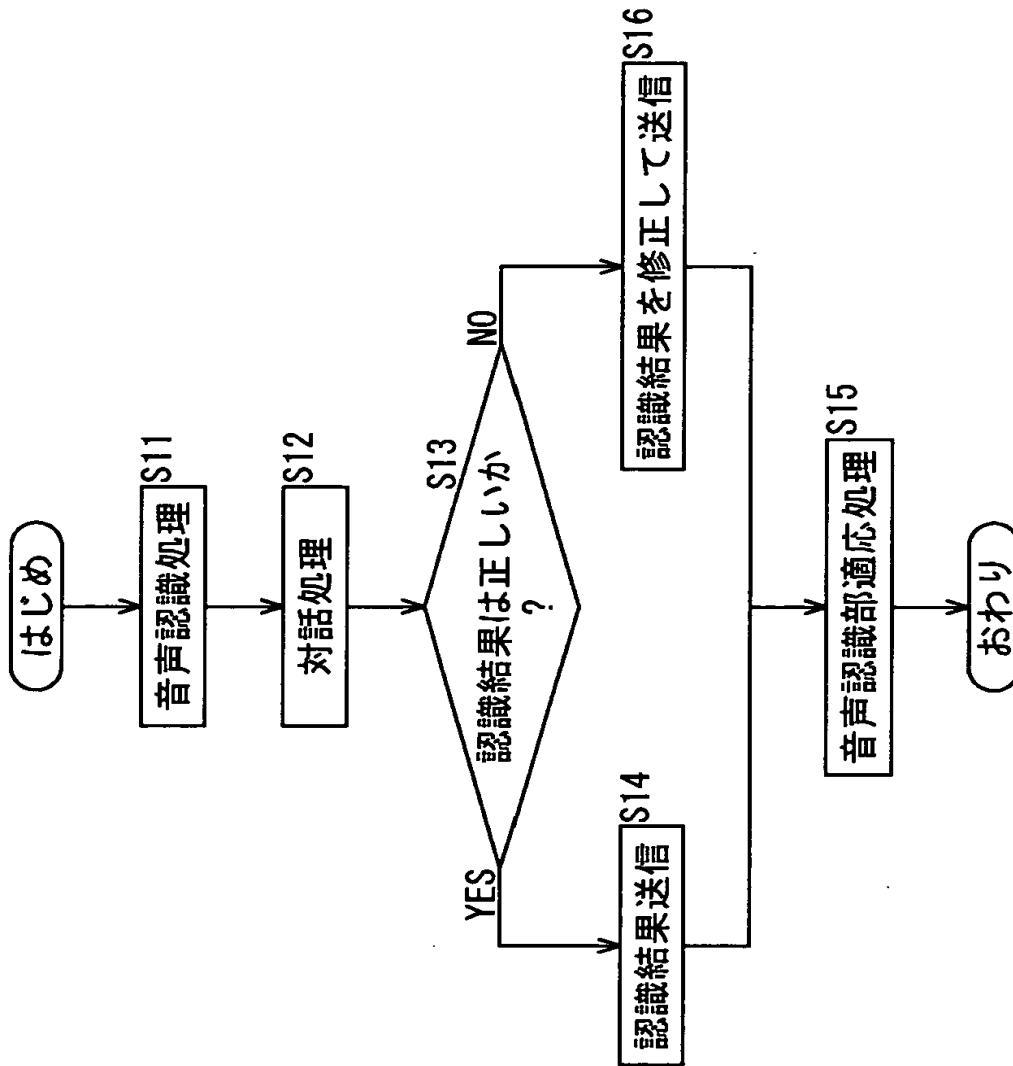 はじめ
S11
音声認識処理
S12
対話処理
S13
認識結果は正しいか
?
YES
NO
S14
認識結果送信
S16
認識結果を修正して送信
S15
音声認識部適応処理
おわり